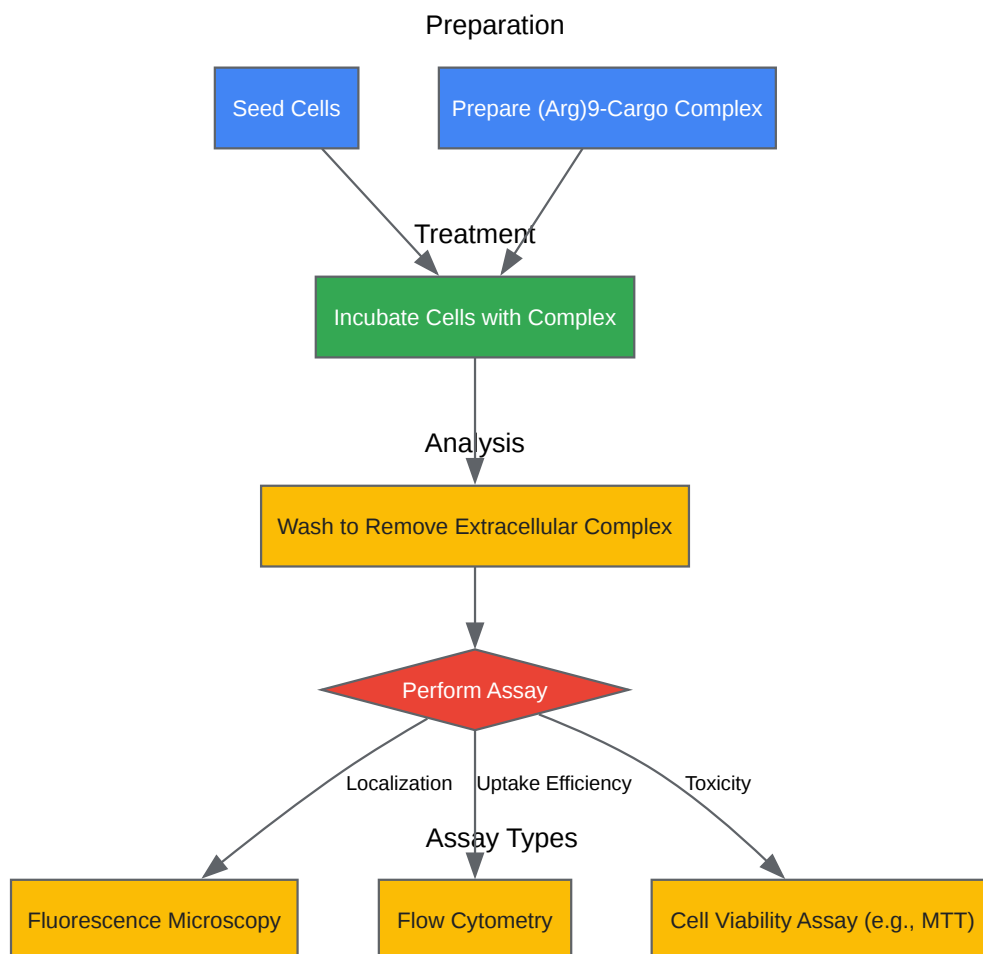 Preparation
Seed Cells
Prepare (Arg)9-Cargo Complex
Treatment
Incubate Cells with Complex
Analysis
Wash to Remove Extracellular Complex
Perform Assay
Localization
Uptake Efficiency
Toxicity
Assay Types
Fluorescence Microscopy
Flow Cytometry
Cell Viability Assay (e.g., MTT)